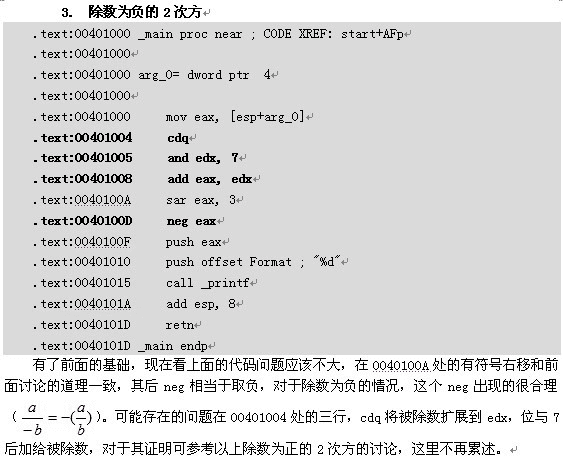 3. 除数为负的2次方
.text:00401000 _main proc near ; CODE XREF: start+AFp
.text:00401000
.text:00401000 arg_0= dword ptr 4
.text:00401000
.text:00401000 mov eax, [esp+arg_0]
.text:00401004 cdq
.text:00401005 and edx, 7
.text:00401008 add eax, edx
.text:0040100A sar eax, 3
.text:0040100D neg eax
.text:0040100F push eax
.text:00401010 push offset Format ; "%d"
.text:00401015 call _printf
.text:0040101A add esp, 8
.text:0040101D retn
.text:0040101D _main endp
有了前面的基础，现在看上面的代码问题应该不大，在 0040100A 处的有符号右移和前
面讨论的道理一致，其后 neg 相当于取负，对于除数为负的情况，这个 neg 出现的很合理
（a/-b = -(a/b)）。可能存在的问题在 00401004 处的三行，cdq 将被除数扩展到 edx，位与 7
后加给被除数，对于其证明可参考以上除数为正的 2 次方的讨论，这里不再累述。